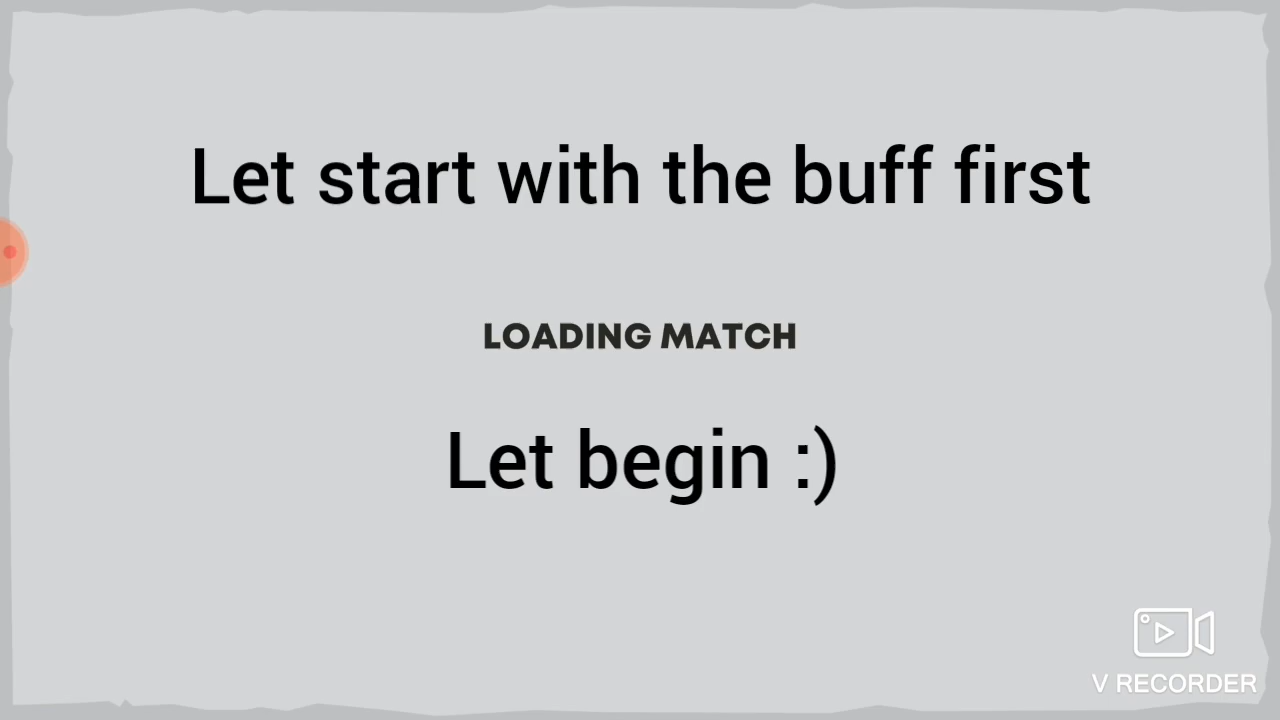 Let start with the buff first
LOADING MATCH
Let begin :)
V RECORDER